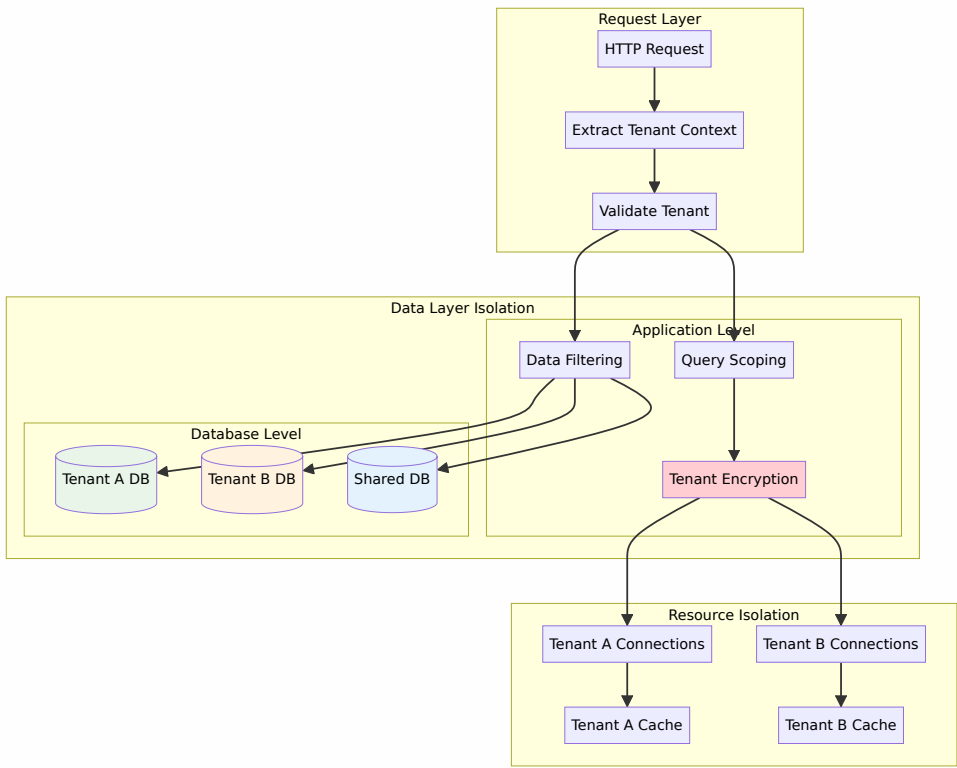 Request Layer
HTTP Request
Extract Tenant Context
Validate Tenant
Data Layer Isolation
Application Level
Data Filtering
Query Scoping
Database Level
Tenant A DB
Tenant B DB
Shared DB
Tenant Encryption
Resource Isolation
Tenant A Connections
Tenant B Connections
Tenant A Cache
Tenant B Cache